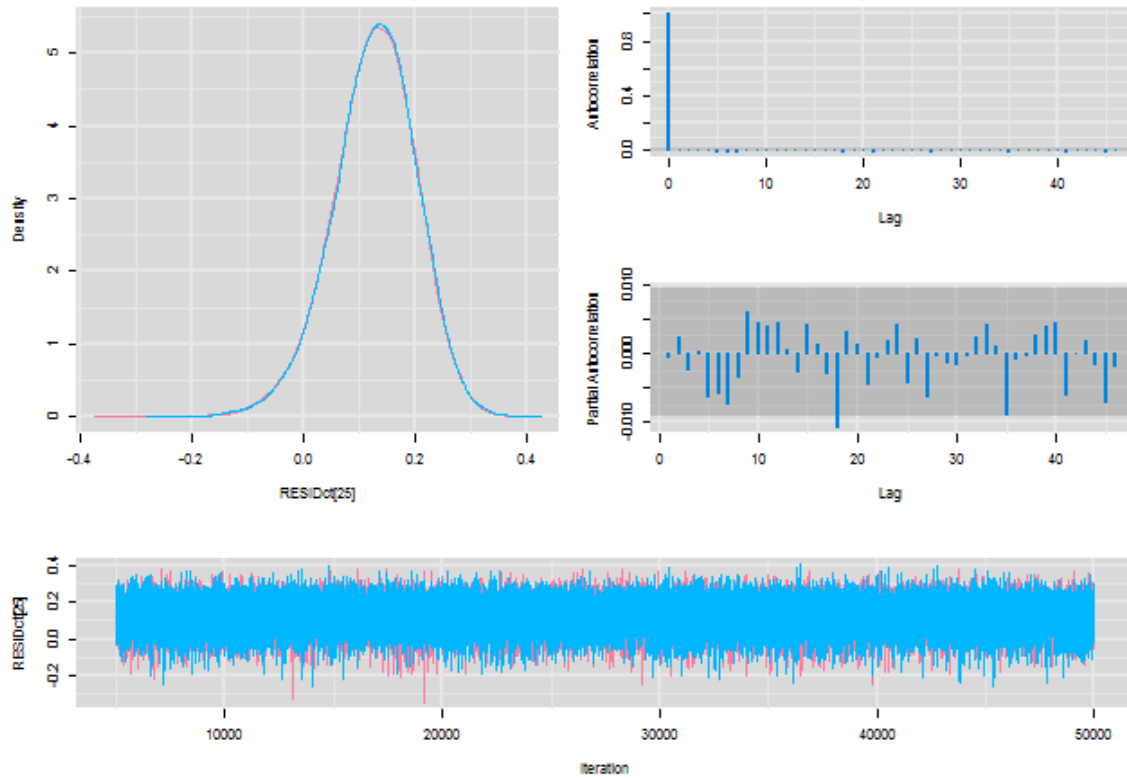 Density
0 1 2 3 4 5
-0.4 -0.2 0.0 0.2 0.4
RESIDct[25]
Autocorrelation
0.0 0.4 0.8
0 10 20 30 40
Lag
Partial Autocorrelation
-0.010 0.000 0.010
0 10 20 30 40
Lag
RESIDct[25]
-0.2 0.0 0.2 0.4
10000 20000 30000 40000 50000
Iteration